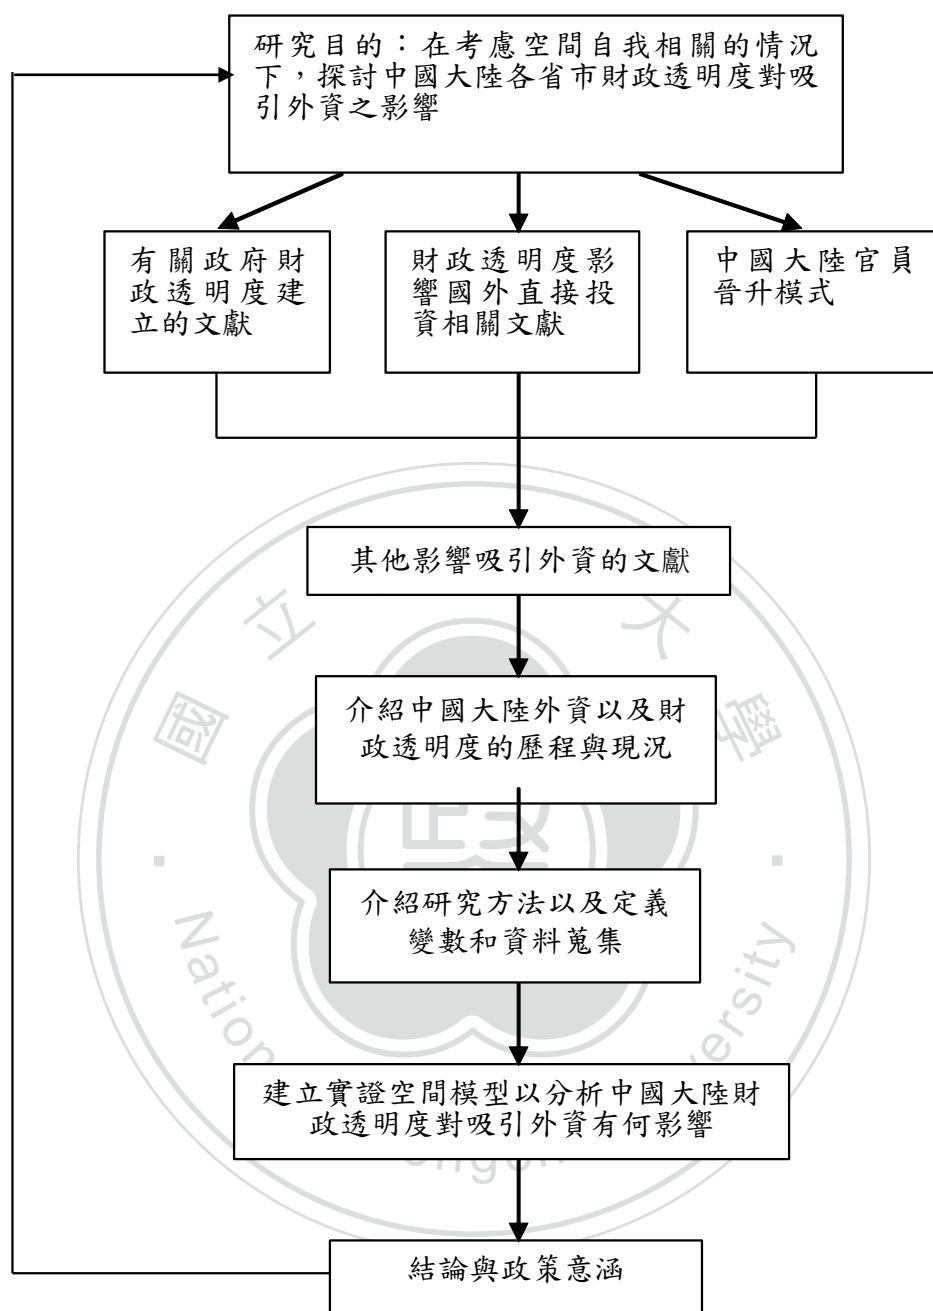 研究目的：在考慮空間自我相關的情況
下，探討中國大陸各省市財政透明度對吸
引外資之影響
有關政府財
政透明度建
立的文獻
財政透明度影
響國外直接投
資相關文獻
中國大陸官員
晉升模式
其他影響吸引外資的文獻
介紹中國大陸外資以及財
政透明度的歷程與現況
介紹研究方法以及定義
變數和資料蒐集
建立實證空間模型以分析中國大陸財
政透明度對吸引外資有何影響
結論與政策意涵
國立 大學